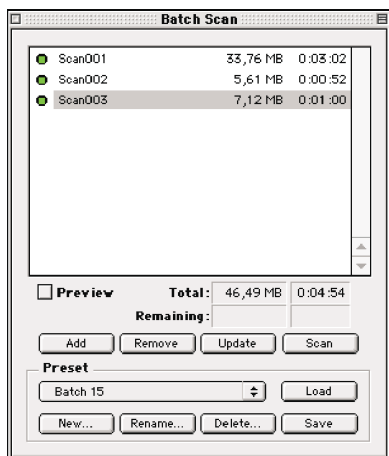 Batch Scan
Scan001 33,76 MB 0:03:02
Scan002 5,61 MB 0:00:52
Scan003 7,12 MB 0:01:00
Preview Total: 46,49 MB 0:04:54
Remaining:
Add Remove Update Scan
Preset
Batch 15 Load
New... Rename... Delete... Save